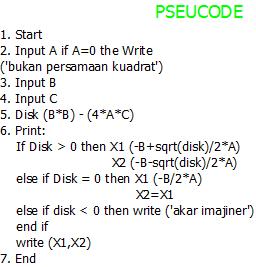 PSEUCODE
1. Start
2. Input A if A=0 the Write
('bukan persamaan kuadrat')
3. Input B
4. Input C
5. Disk (B*B) - (4*A*C)
6. Print:
If Disk > 0 then X1 (-B+sqrt(disk)/2*A)
X2 (-B-sqrt(disk)/2*A)
else if Disk = 0 then X1 (-B/2*A)
X2=X1
else if disk < 0 then write ('akar imajiner')
end if
write (X1,X2)
7. End